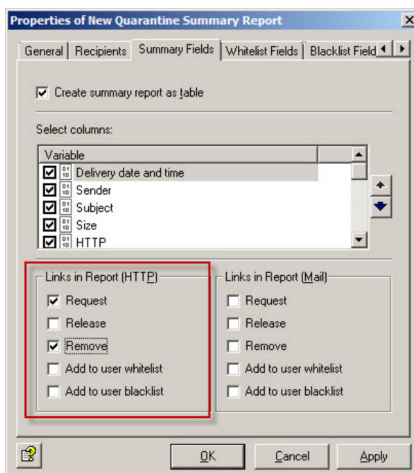 Properties of New Quarantine Summary Report
General Recipients Summary Fields Whitelist Fields Blacklist Field
Create summary report as table
Select columns:
Variable
Delivery date and time
Sender
Subject
Size
HTTP
Links in Report (HTTP)
Request
Release
Remove
Add to user whitelist
Add to user blacklist
Links in Report (Mail)
Request
Release
Remove
Add to user whitelist
Add to user blacklist
OK Cancel Apply